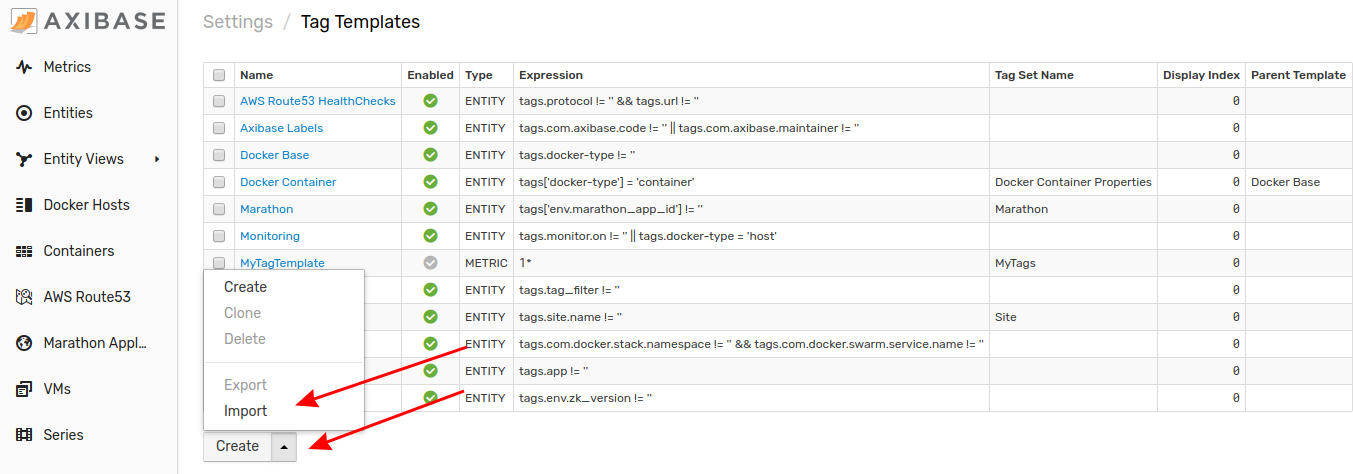 AXIBASE
Metrics
Entities
Entity Views
Docker Hosts
Containers
AWS Route53
Marathon Appl...
VMs
Series
Settings / Tag Templates
Name Enabled Type Expression Tag Set Name Display Index Parent Template
AWS Route53 HealthChecks ENTITY tags.protocol != '' && tags.url != '' 0
Axibase Labels ENTITY tags.com.axibase.code != '' || tags.com.axibase.maintainer != '' 0
Docker Base ENTITY tags.docker-type != '' 0
Docker Container ENTITY tags['docker-type'] = 'container' Docker Container Properties 0 Docker Base
Marathon ENTITY tags['env.marathon_app_id'] != '' Marathon 0
Monitoring ENTITY tags.monitor.on != '' || tags.docker-type = 'host' 0
MyTagTemplate METRIC 1* MyTags 0
ENTITY tags.tag_filter != '' 0
ENTITY tags.site.name != '' Site 0
ENTITY tags.com.docker.stack.namespace != '' && tags.com.docker.swarm.service.name != '' 0
ENTITY tags.app != '' 0
ENTITY tags.env.zk_version != '' 0
Create
Clone
Delete
Export
Import
Create